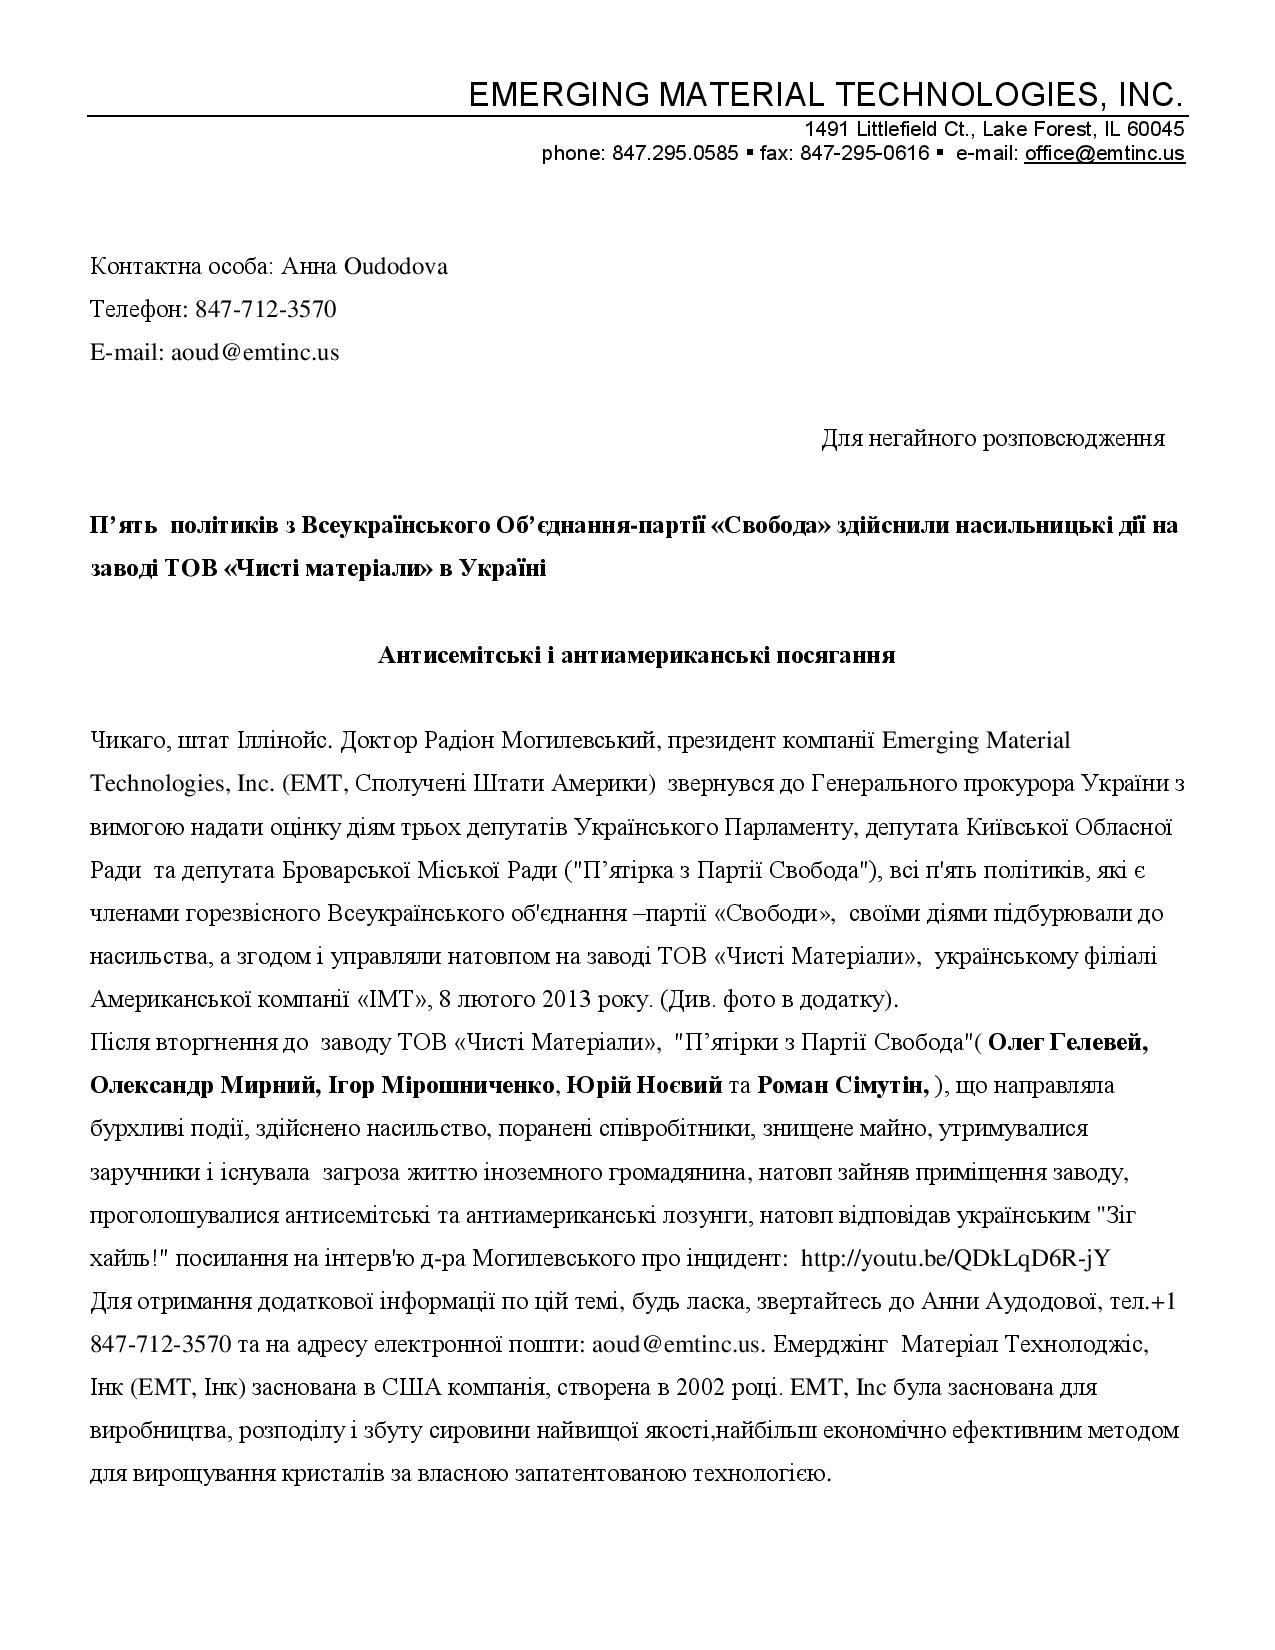 EMERGING MATERIAL TECHNOLOGIES, INC.
1491 Littlefield Ct., Lake Forest, IL 60045
phone: 847.295.0585 ▪ fax: 847-295-0616 ▪ e-mail: office@emtinc.us
Контактна особа: Анна Oudodova
Телефон: 847-712-3570
E-mail: aoud@emtinc.us
Для негайного розповсюдження
П’ять політиків з Всеукраїнського Об’єднання-партії «Свобода» здійснили насильницькі дії на
заводі ТОВ «Чисті матеріали» в Україні
Антисемітські і антиамериканські посягання
Чикаго, штат Іллінойс. Доктор Радіон Могилевський, президент компанії Emerging Material
Technologies, Inc. (EMT, Сполучені Штати Америки) звернувся до Генерального прокурора України з
вимогою надати оцінку діям трьох депутатів Українського Парламенту, депутата Київської Обласної
Ради та депутата Броварської Міської Ради ("П’ятірка з Партії Свобода"), всі п'ять політиків, які є
членами горезвісного Всеукраїнського об'єднання –партії «Свободи», своїми діями підбурювали до
насильства, а згодом і управляли натовпом на заводі ТОВ «Чисті Матеріали», українському філіалі
Американської компанії «ІМТ», 8 лютого 2013 року. (Див. фото в додатку).
Після вторгнення до заводу ТОВ «Чисті Матеріали», "П’ятірки з Партії Свобода"( Олег Гелевей,
Олександр Мирний, Ігор Мірошниченко, Юрій Ноєвий та Роман Сімутін, ), що направляла
бурхливі події, здійснено насильство, поранені співробітники, знищене майно, утримувалися
заручники і існувала загроза життю іноземного громадянина, натовп зайняв приміщення заводу,
проголошувалися антисемітські та антиамериканські лозунги, натовп відповідав українським "Зіг
хайль!" посилання на інтерв'ю д-ра Могилевського про інцидент: http://youtu.be/QDkLqD6R-jY
Для отримання додаткової інформації по цій темі, будь ласка, звертайтесь до Анни Аудодової, тел.+1
847-712-3570 та на адресу електронної пошти: aoud@emtinc.us. Емерджінг Матеріал Технолоджіс,
Інк (EMT, Інк) заснована в США компанія, створена в 2002 році. EMT, Inc була заснована для
виробництва, розподілу і збуту сировини найвищої якості,найбільш економічно ефективним методом
для вирощування кристалів за власною запатентованою технологією.